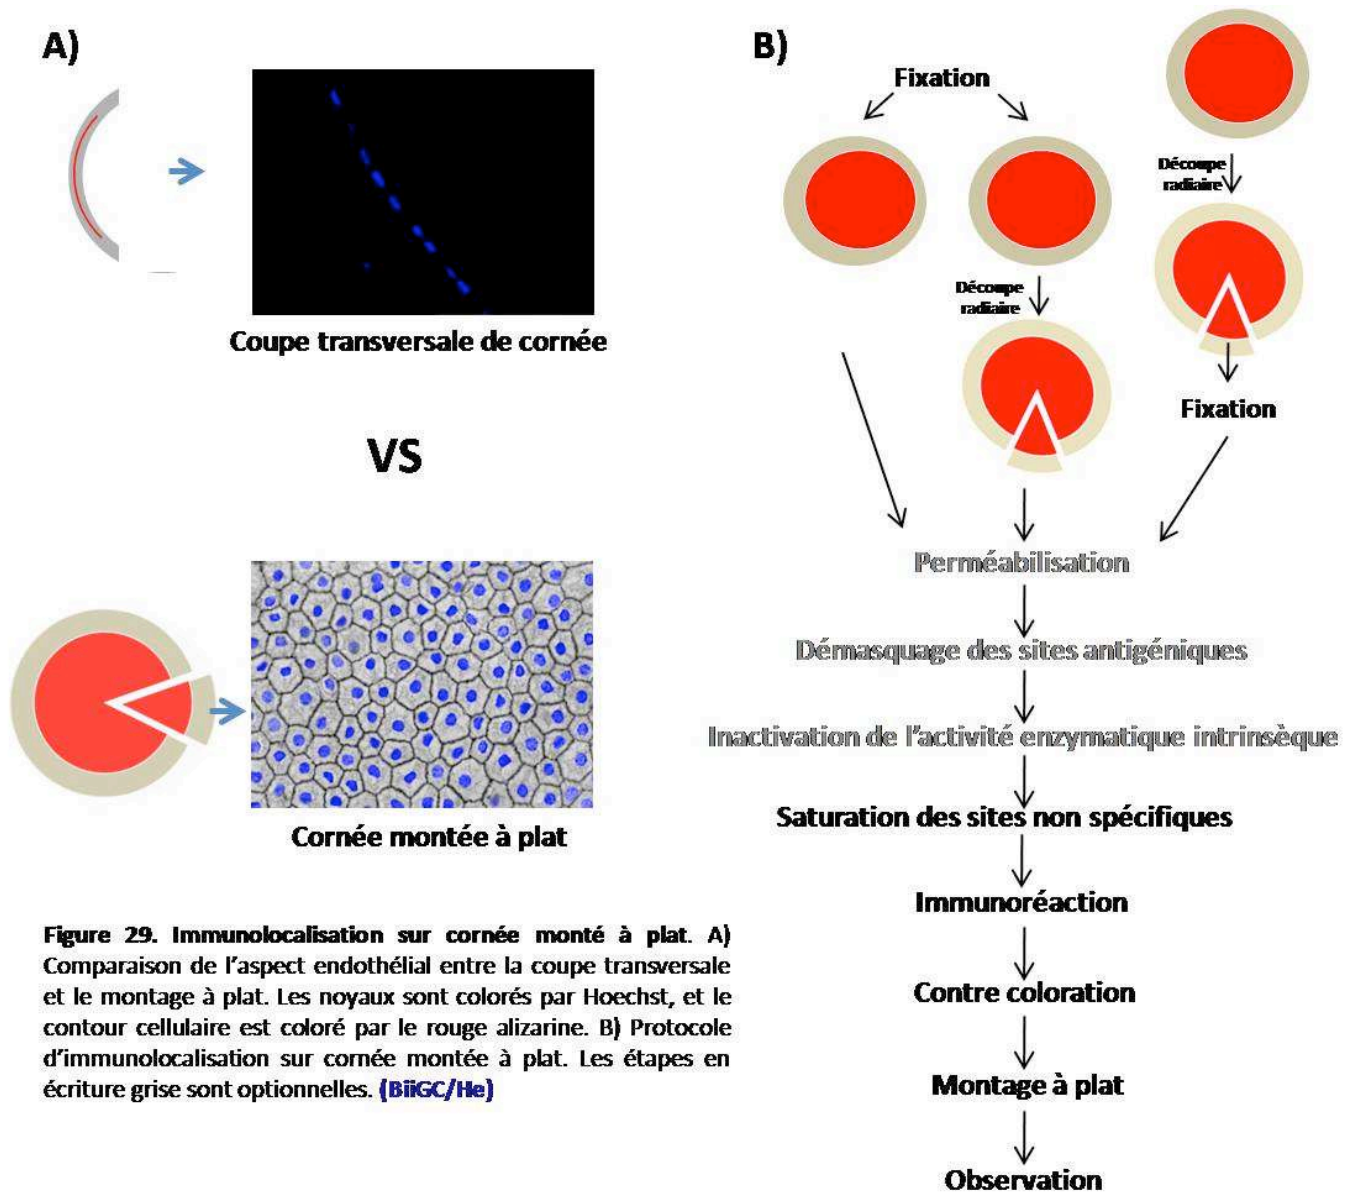 A)
Coupe transversale de cornée
VS
Cornée montée à plat
Figure 29. Immunolocalisation sur cornée monté à plat. A)
Comparaison de l'aspect endothélial entre la coupe transversale
et le montage à plat. Les noyaux sont colorés par Hoechst, et le
contour cellulaire est coloré par le rouge alizarine. B) Protocole
d'immunolocalisation sur cornée montée à plat. Les étapes en
écriture grise sont optionnelles. (BiiGC/He)
B)
Fixation
Découpe
radiaire
Découpe
radiaire
Fixation
Perméabilisation
Démasquage des sites antigéniques
Inactivation de l'activité enzymatique intrinsèque
Saturation des sites non spécifiques
Immunoréaction
Contre coloration
Montage à plat
Observation